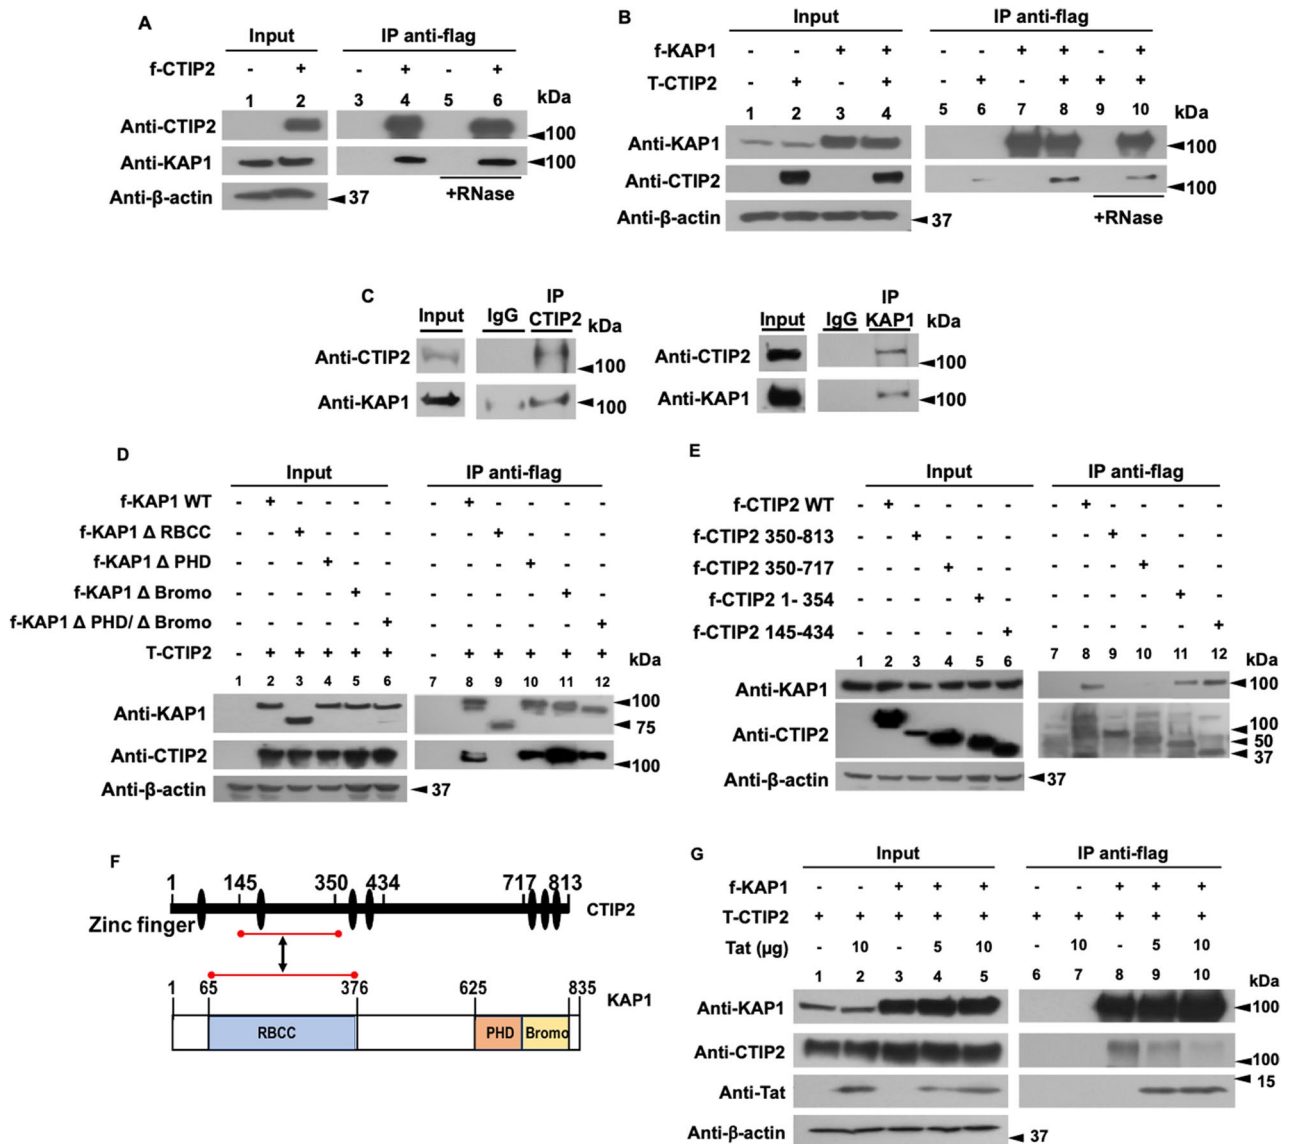 A
Input IP anti-flag
f-CTIP2 - + - + - +
1 2 3 4 5 6 kDa
Anti-CTIP2 ◄100
Anti-KAP1 ◄100
Anti-β-actin ◄37
+RNase
B
Input IP anti-flag
f-KAP1 - - + + - - + + - +
T-CTIP2 - + - + - + - + + +
1 2 3 4 5 6 7 8 9 10
kDa
Anti-KAP1 ◄100
Anti-CTIP2 ◄100
Anti-β-actin ◄37
+RNase
C
Input IgG IP CTIP2 kDa
Anti-CTIP2 ◄100
Anti-KAP1 ◄100
Input IgG IP KAP1 kDa
Anti-CTIP2 ◄100
Anti-KAP1 ◄100
D
Input IP anti-flag
f-KAP1 WT - + - - - - - + - - - -
f-KAP1 Δ RBCC - - + - - - - - + - - -
f-KAP1 Δ PHD - - - + - - - - - + - -
f-KAP1 Δ Bromo - - - - + - - - - - + -
f-KAP1 Δ PHD/ Δ Bromo - - - - - + - - - - - +
T-CTIP2 - + + + + + - + + + + +
kDa
1 2 3 4 5 6 7 8 9 10 11 12
Anti-KAP1 ◄100
◄75
Anti-CTIP2 ◄100
Anti-β-actin ◄37
E
Input IP anti-flag
f-CTIP2 WT - + - - - - - + - - - -
f-CTIP2 350-813 - - + - - - - - + - - -
f-CTIP2 350-717 - - - + - - - - - + - -
f-CTIP2 1- 354 - - - - + - - - - - + -
f-CTIP2 145-434 - - - - - + - - - - - +
1 2 3 4 5 6 7 8 9 10 11 12 kDa
Anti-KAP1 ◄100
Anti-CTIP2 ◄100
◄50
◄37
Anti-β-actin ◄37
F
1 145 350 434 717 813
CTIP2
Zinc finger
1 65 376 625 835
KAP1
RBCC PHD Bromo
G
Input IP anti-flag
f-KAP1 - - + + + - - + + +
T-CTIP2 + + + + + + + + + +
Tat (µg) - 10 - 5 10 - 10 - 5 10
1 2 3 4 5 6 7 8 9 10 kDa
Anti-KAP1 ◄100
Anti-CTIP2 ◄100
Anti-Tat ◄15
Anti-β-actin ◄37